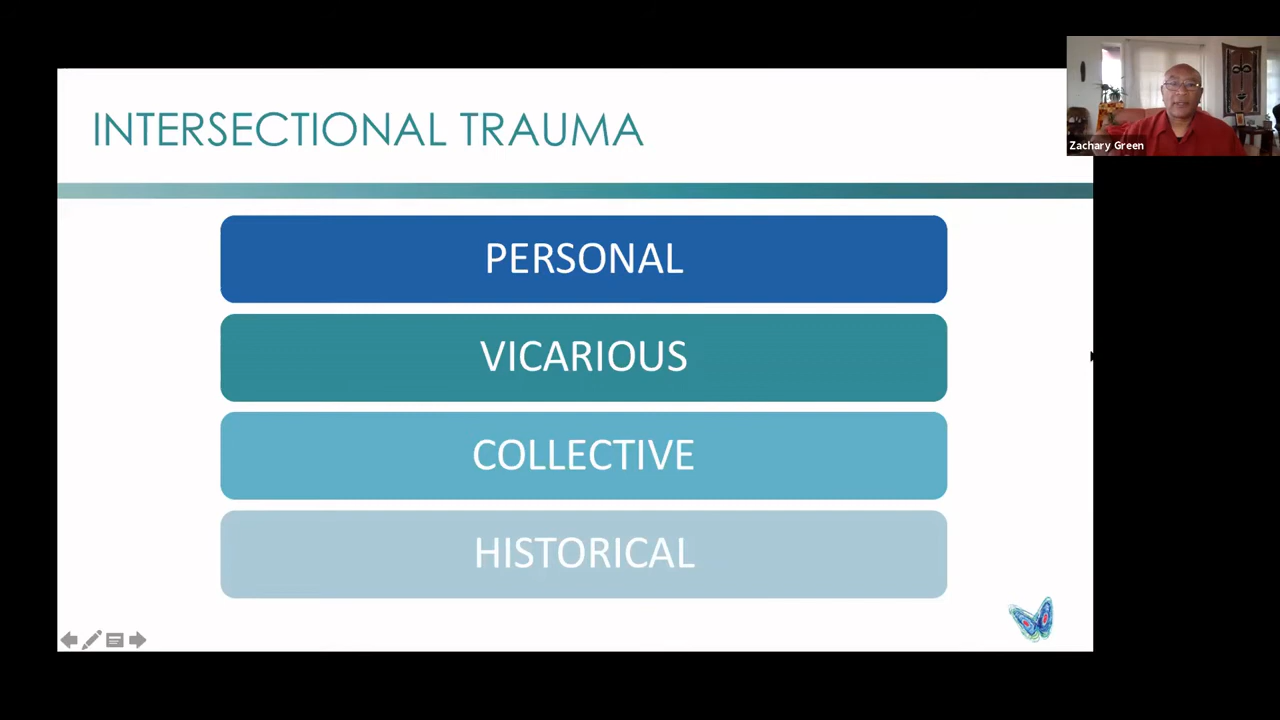 INTERSECTIONAL TRAUMA
PERSONAL
VICARIOUS
COLLECTIVE
HISTORICAL
Zachary Green